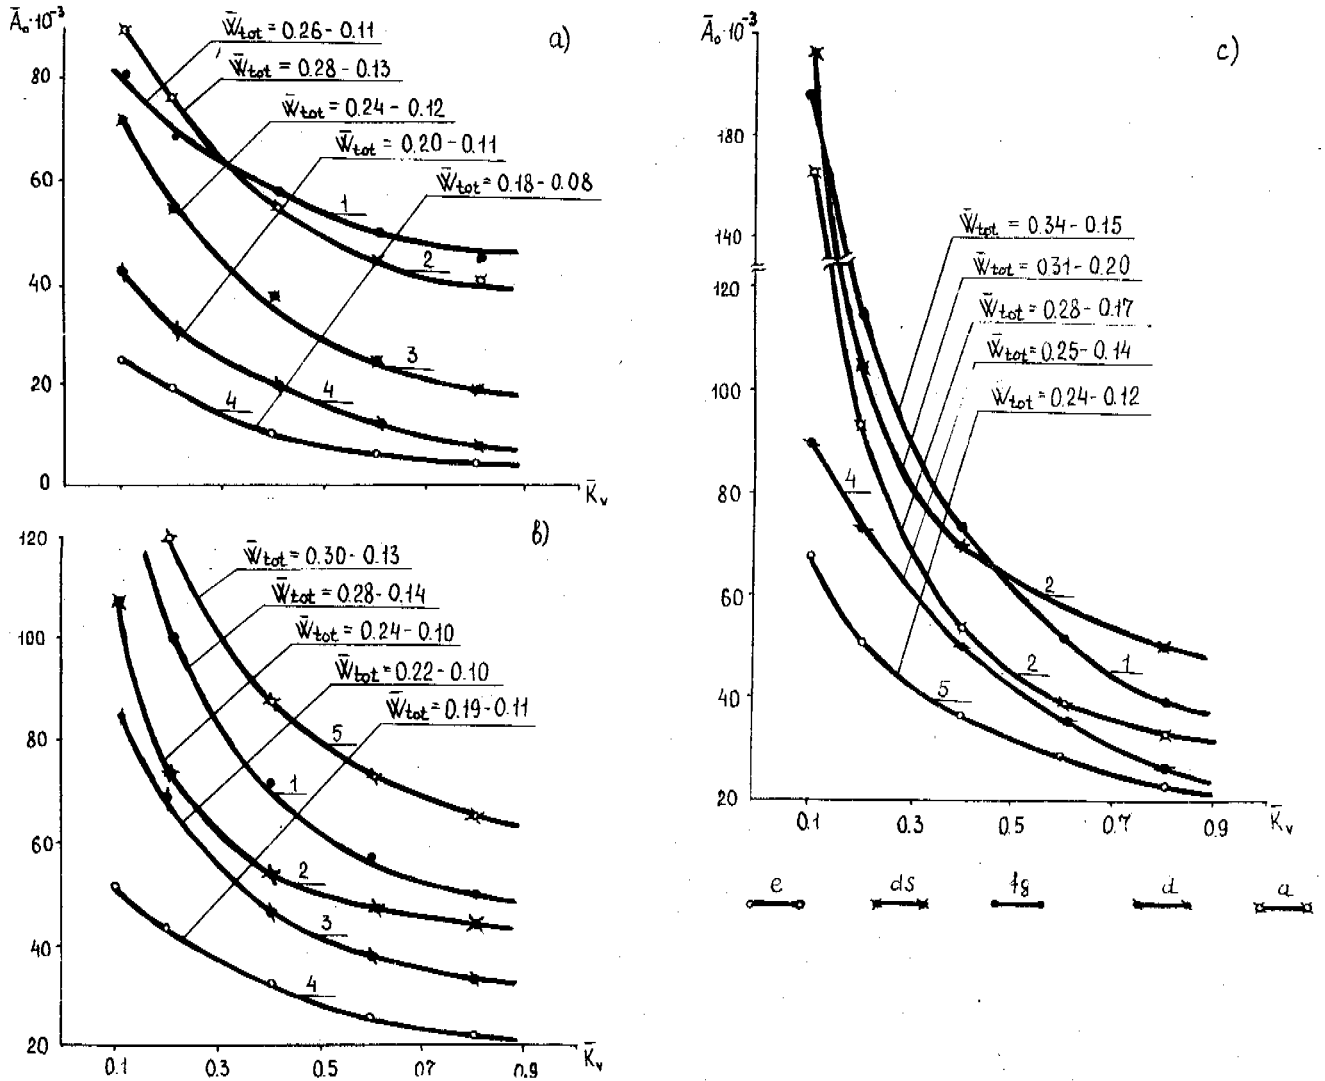 Ā₀·10⁻³
a)
W̄tot = 0.26 - 0.11
W̄tot = 0.28 - 0.13
W̄tot = 0.24 - 0.12
W̄tot = 0.20 - 0.11
W̄tot = 0.18 - 0.08
80
60
40
20
0
1
2
3
4
4
K̄v
в)
W̄tot = 0.30 - 0.13
W̄tot = 0.28 - 0.14
W̄tot = 0.24 - 0.10
W̄tot = 0.22 - 0.10
W̄tot = 0.19 - 0.11
120
100
80
60
40
20
5
1
2
3
4
0.1 0.3 0.5 0.7 0.9 K̄v
Ā₀·10⁻³
c)
W̄tot = 0.34 - 0.15
W̄tot = 0.31 - 0.20
W̄tot = 0.28 - 0.17
W̄tot = 0.25 - 0.14
Wtot = 0.24 - 0.12
180
140
120
100
80
60
40
20
4
2
2
1
5
0.1 0.3 0.5 0.7 0.9 K̄v
e ds fg d a